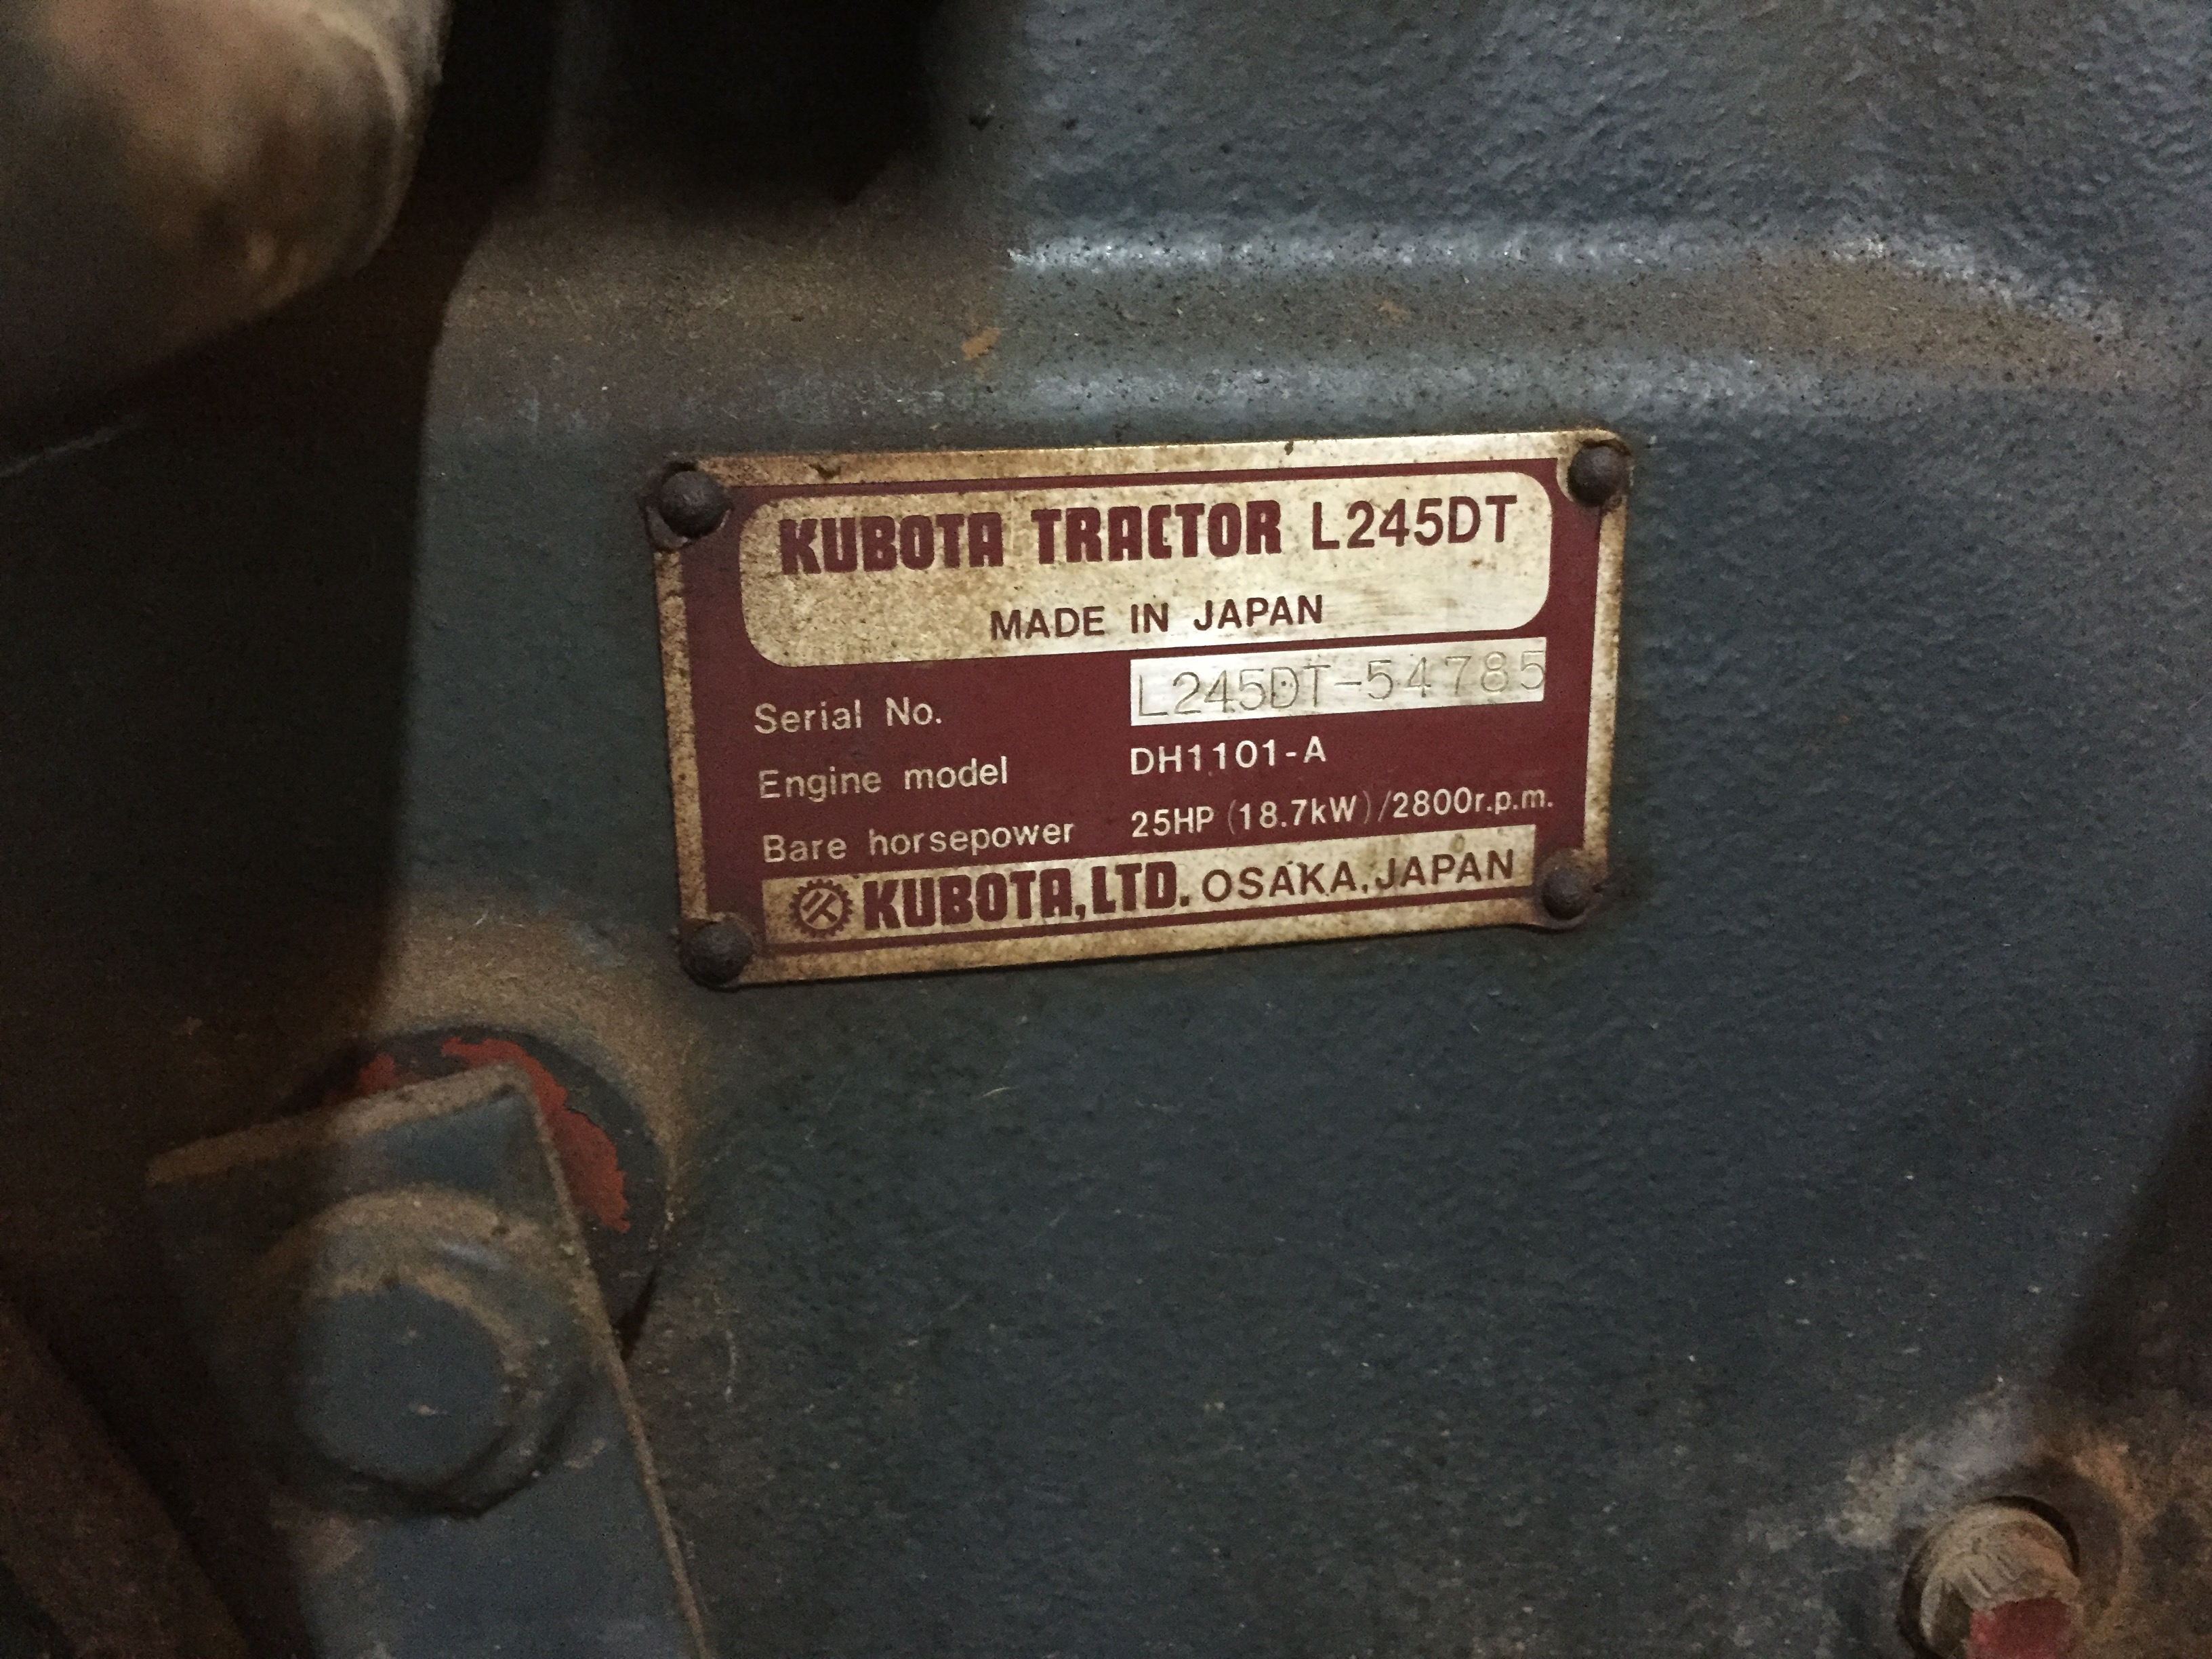 KUBOTA TRACTOR L245DT
MADE IN JAPAN
Serial No. L245DT-54785
Engine model DH1101-A
Bare horsepower 25HP (18.7kW)/2800r.p.m.
KUBOTA,LTD. OSAKA,JAPAN